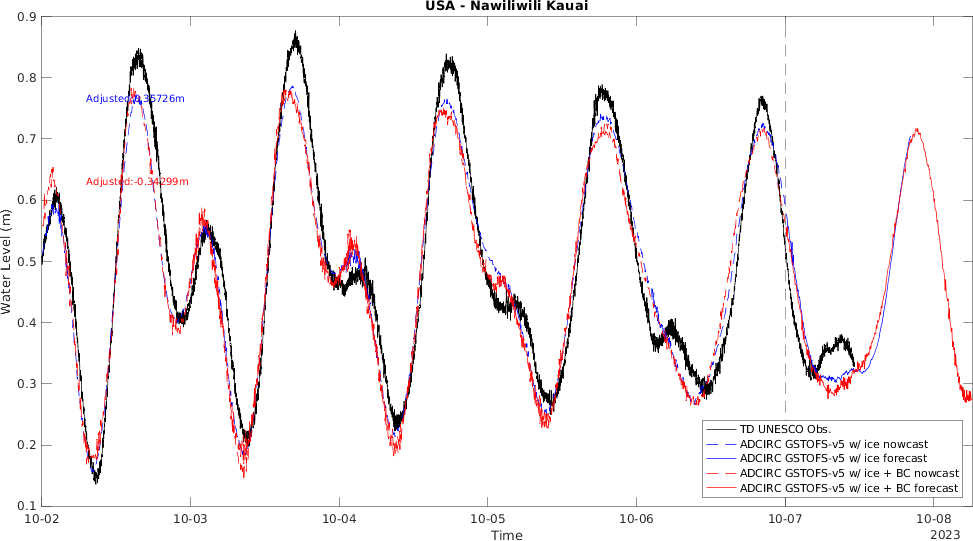 USA - Nawiliwili Kauai
0.9
0.8
0.7
0.6
0.5
0.4
0.3
0.2
0.1
Water Level (m)
Adjusted:-0.35726m
Adjusted:-0.34299m
TD UNESCO Obs.
ADCIRC GSTOFS-v5 w/ ice nowcast
ADCIRC GSTOFS-v5 w/ ice forecast
ADCIRC GSTOFS-v5 w/ ice + BC nowcast
ADCIRC GSTOFS-v5 w/ ice + BC forecast
10-02 10-03 10-04 10-05 10-06 10-07 10-08
Time
2023